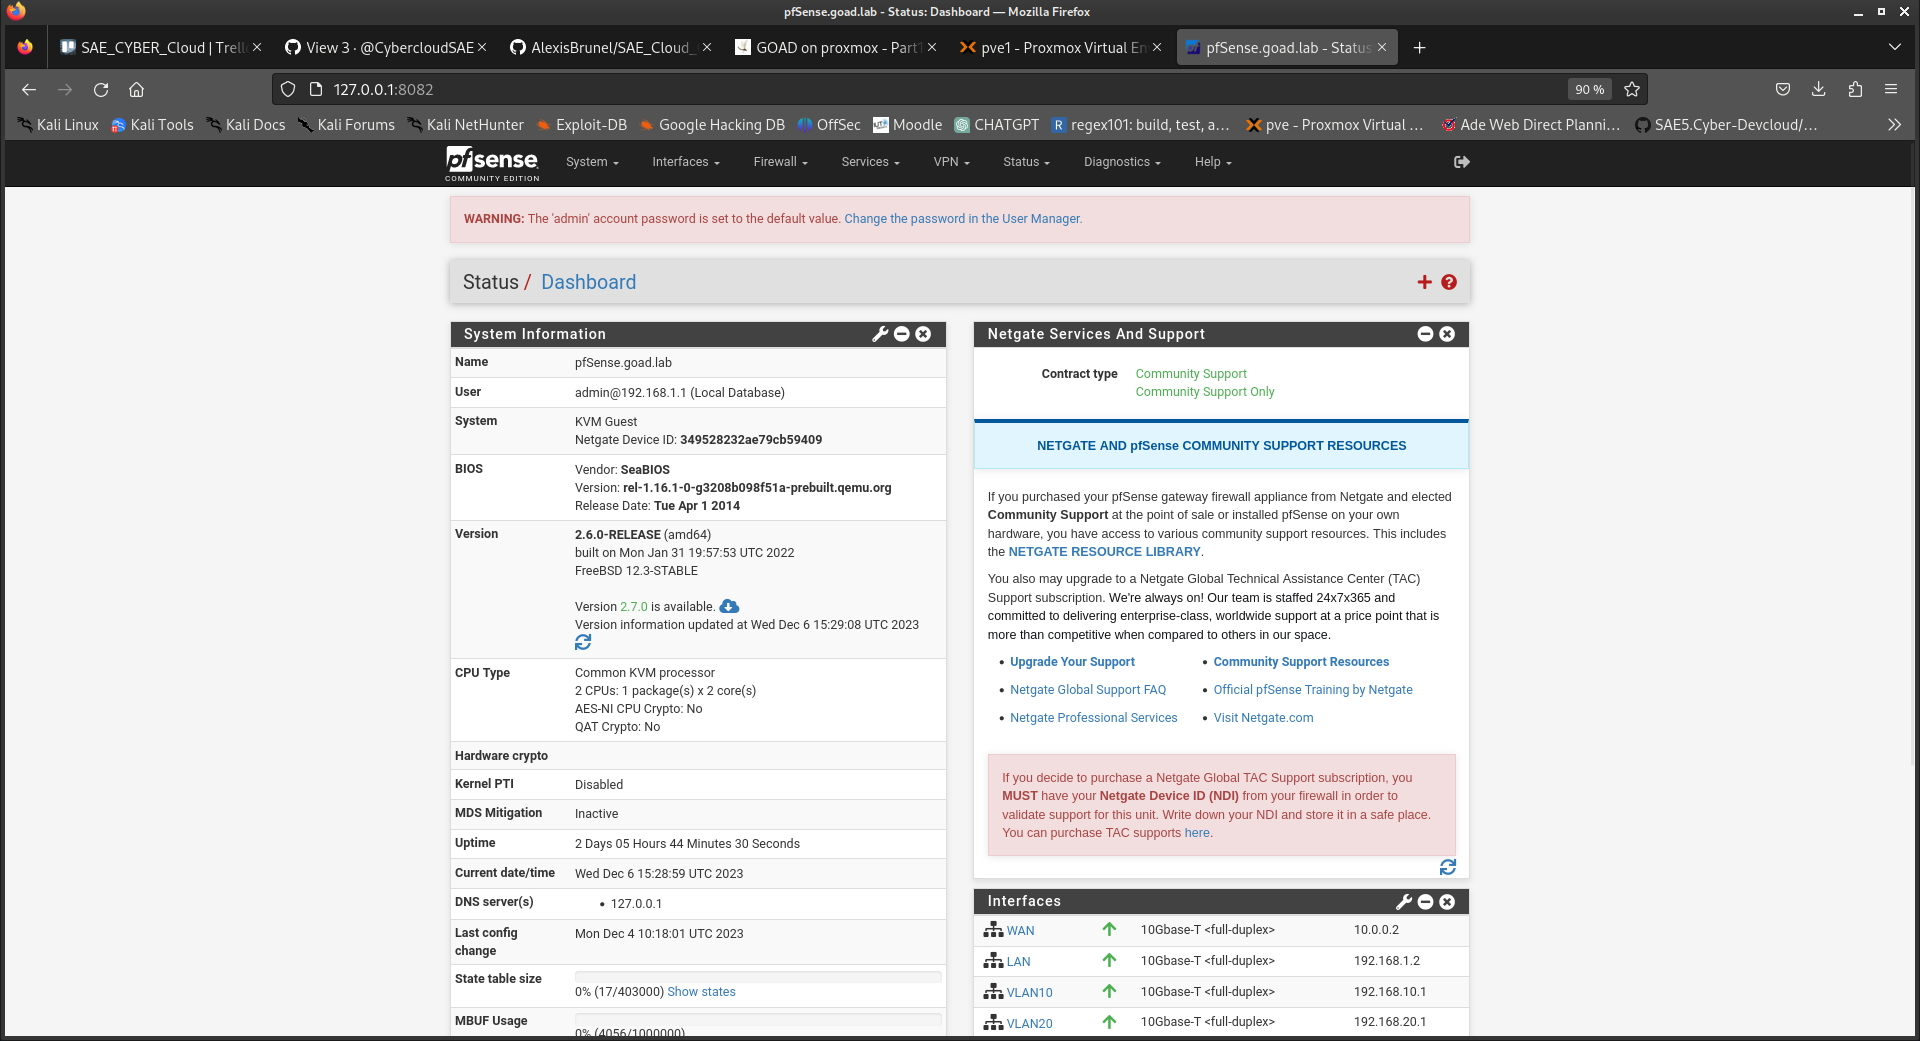 pfSense.goad.lab - Status: Dashboard — Mozilla Firefox
SAE_CYBER_Cloud | Trell
View 3 · @CybercloudSAE
AlexisBrunel/SAE_Cloud_
GOAD on proxmox - Part1
pve1 - Proxmox Virtual En
pfSense.goad.lab - Status
127.0.0.1:8082
90 %
Kali Linux
Kali Tools
Kali Docs
Kali Forums
Kali NetHunter
Exploit-DB
Google Hacking DB
OffSec
Moodle
CHATGPT
regex101: build, test, a…
pve - Proxmox Virtual …
Ade Web Direct Planni…
SAE5.Cyber-Devcloud/…
pfsense
COMMUNITY EDITION
System
Interfaces
Firewall
Services
VPN
Status
Diagnostics
Help
WARNING: The 'admin' account password is set to the default value. Change the password in the User Manager.
Status / Dashboard
System Information
Name pfSense.goad.lab
User admin@192.168.1.1 (Local Database)
System KVM Guest
Netgate Device ID: 349528232ae79cb59409
BIOS Vendor: SeaBIOS
Version: rel-1.16.1-0-g3208b098f51a-prebuilt.qemu.org
Release Date: Tue Apr 1 2014
Version 2.6.0-RELEASE (amd64)
built on Mon Jan 31 19:57:53 UTC 2022
FreeBSD 12.3-STABLE
Version 2.7.0 is available.
Version information updated at Wed Dec 6 15:29:08 UTC 2023
CPU Type Common KVM processor
2 CPUs: 1 package(s) x 2 core(s)
AES-NI CPU Crypto: No
QAT Crypto: No
Hardware crypto
Kernel PTI Disabled
MDS Mitigation Inactive
Uptime 2 Days 05 Hours 44 Minutes 30 Seconds
Current date/time Wed Dec 6 15:28:59 UTC 2023
DNS server(s) • 127.0.0.1
Last config change Mon Dec 4 10:18:01 UTC 2023
State table size
0% (17/403000) Show states
MBUF Usage
0% (4056/1000000)
Netgate Services And Support
Contract type Community Support
Community Support Only
NETGATE AND pfSense COMMUNITY SUPPORT RESOURCES
If you purchased your pfSense gateway firewall appliance from Netgate and elected
Community Support at the point of sale or installed pfSense on your own
hardware, you have access to various community support resources. This includes
the NETGATE RESOURCE LIBRARY.
You also may upgrade to a Netgate Global Technical Assistance Center (TAC)
Support subscription. We're always on! Our team is staffed 24x7x365 and
committed to delivering enterprise-class, worldwide support at a price point that is
more than competitive when compared to others in our space.
• Upgrade Your Support • Community Support Resources
• Netgate Global Support FAQ • Official pfSense Training by Netgate
• Netgate Professional Services • Visit Netgate.com
If you decide to purchase a Netgate Global TAC Support subscription, you
MUST have your Netgate Device ID (NDI) from your firewall in order to
validate support for this unit. Write down your NDI and store it in a safe place.
You can purchase TAC supports here.
Interfaces
WAN 10Gbase-T <full-duplex> 10.0.0.2
LAN 10Gbase-T <full-duplex> 192.168.1.2
VLAN10 10Gbase-T <full-duplex> 192.168.10.1
VLAN20 10Gbase-T <full-duplex> 192.168.20.1